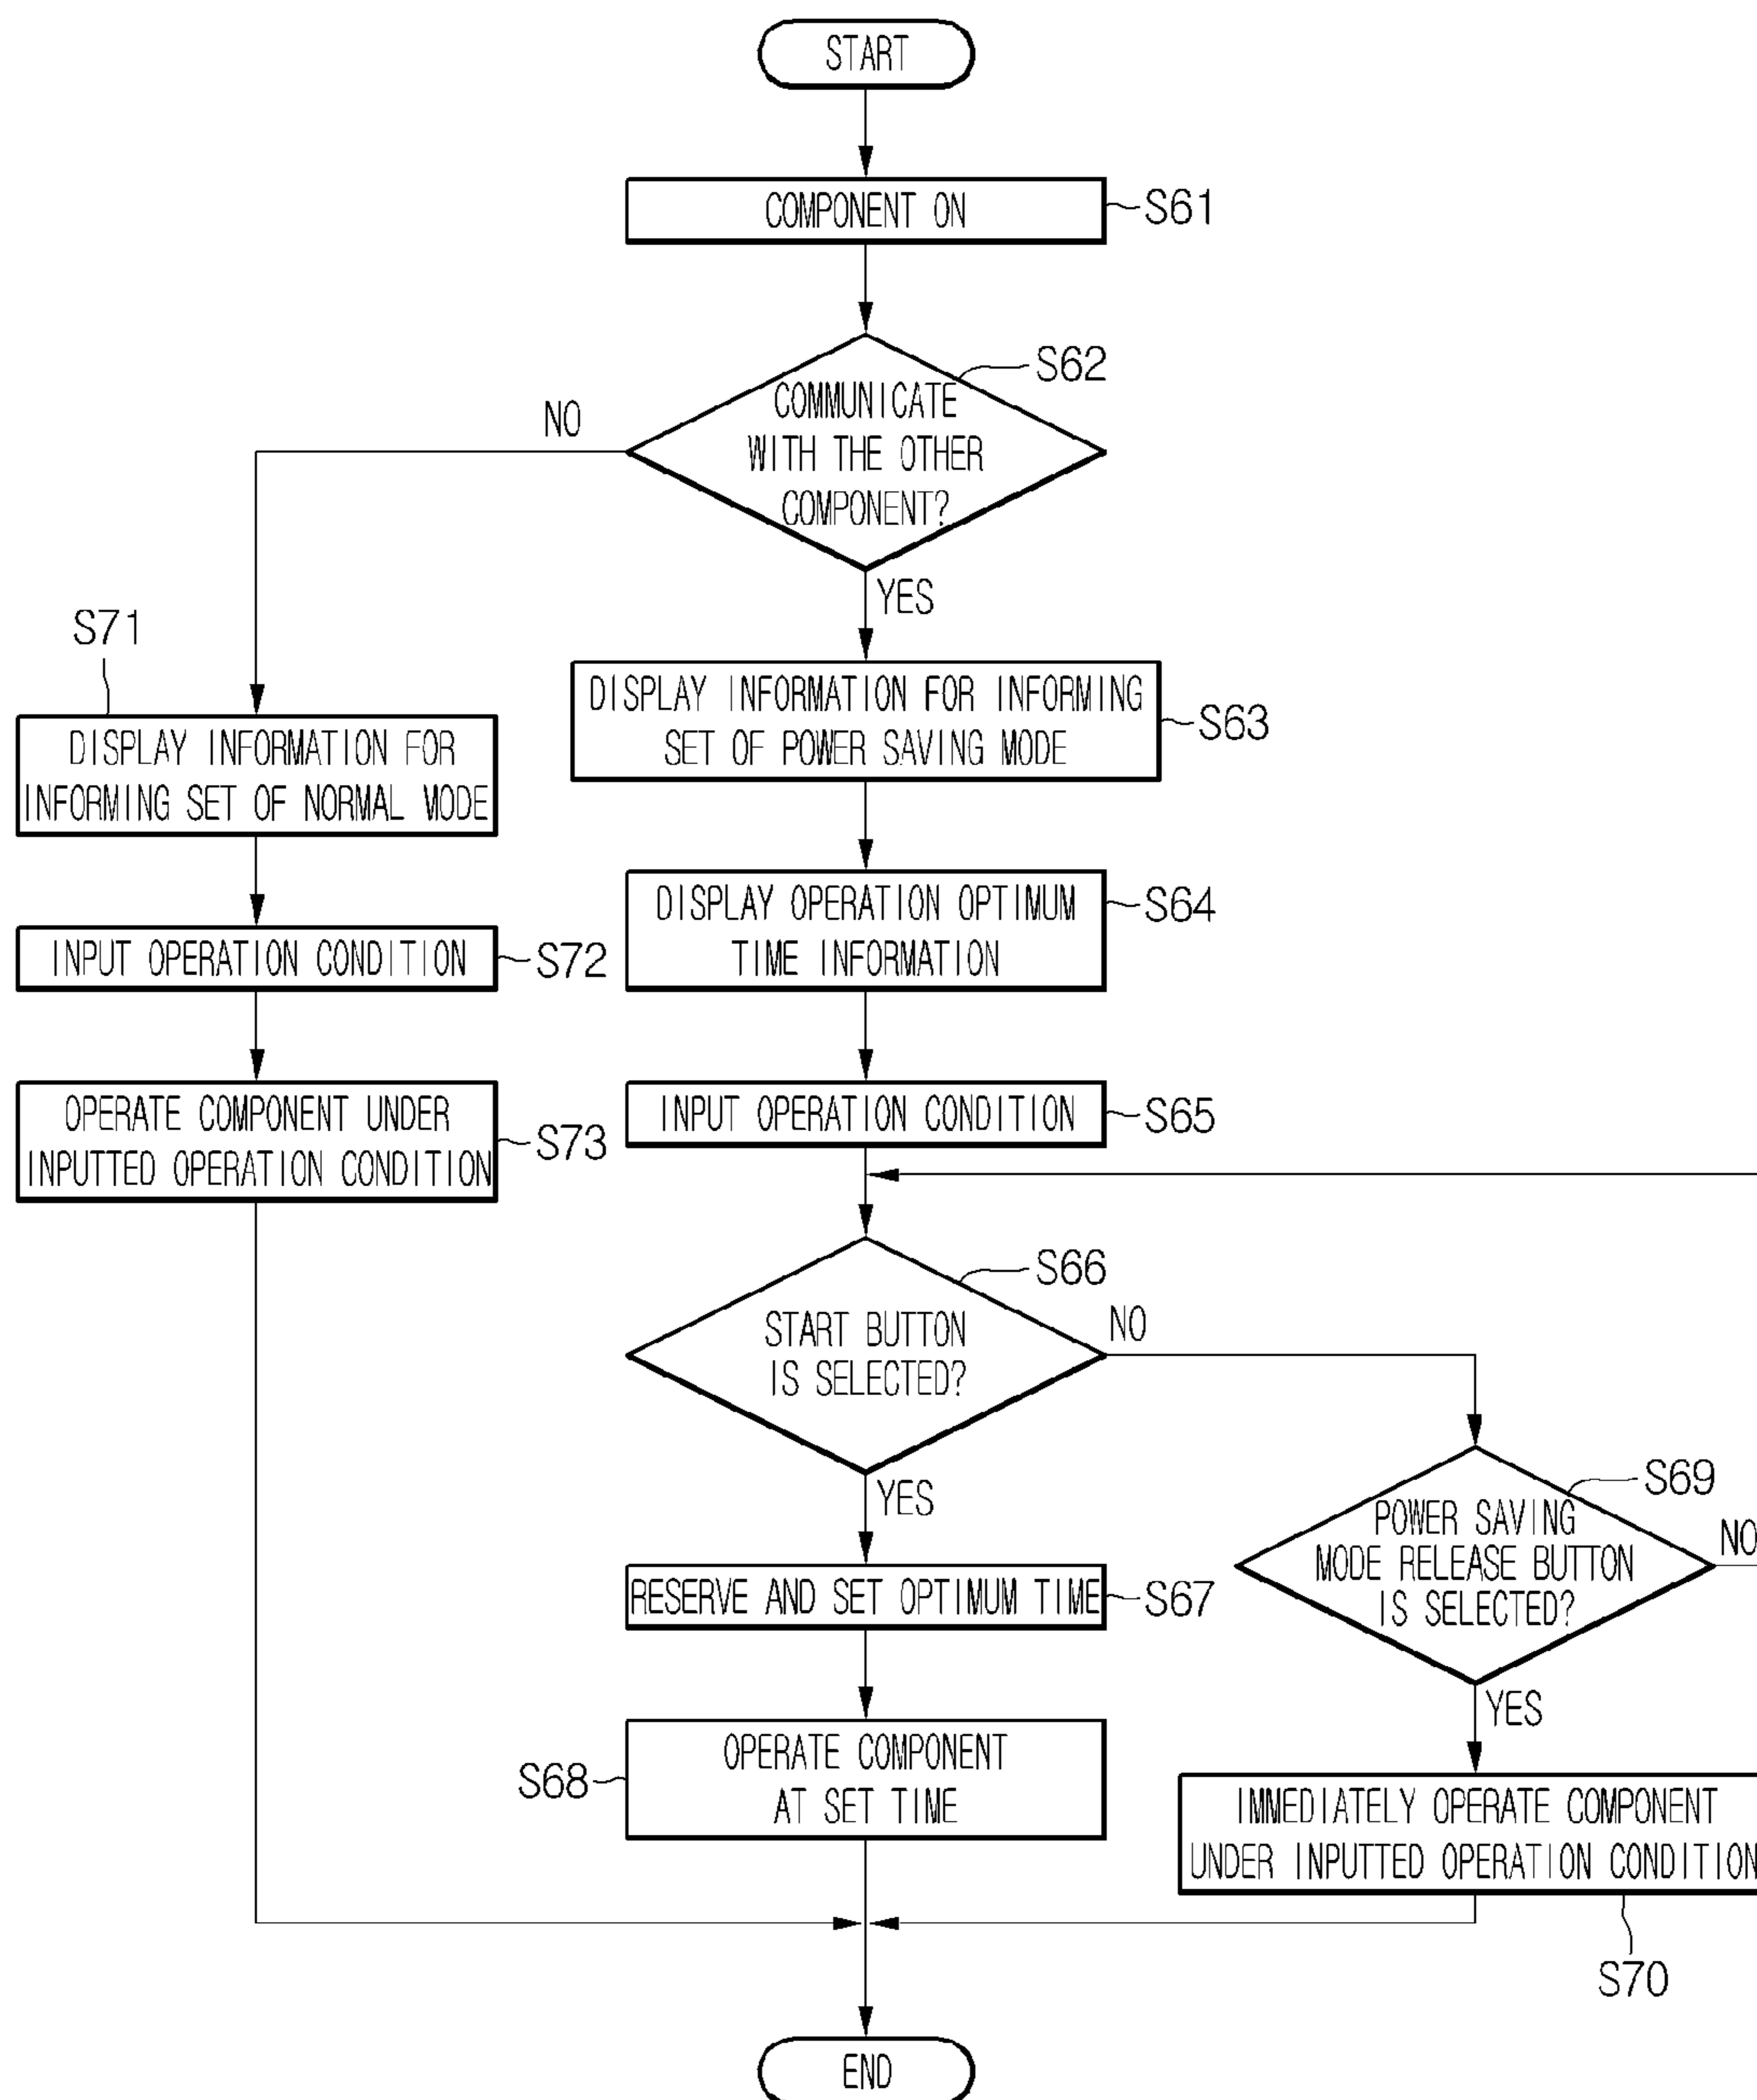 START
COMPONENT ON
S61
S62
COMMUNICATE
WITH THE OTHER
COMPONENT?
NO
YES
S71
DISPLAY INFORMATION FOR
INFORMING SET OF NORMAL MODE
DISPLAY INFORMATION FOR INFORMING
SET OF POWER SAVING MODE
S63
INPUT OPERATION CONDITION
S72
DISPLAY OPERATION OPTIMUM
TIME INFORMATION
S64
OPERATE COMPONENT UNDER
INPUTTED OPERATION CONDITION
S73
INPUT OPERATION CONDITION
S65
S66
START BUTTON
IS SELECTED?
NO
YES
S69
POWER SAVING
MODE RELEASE BUTTON
IS SELECTED?
NO
YES
RESERVE AND SET OPTIMUM TIME
S67
S68
OPERATE COMPONENT
AT SET TIME
IMMEDIATELY OPERATE COMPONENT
UNDER INPUTTED OPERATION CONDITION
S70
END